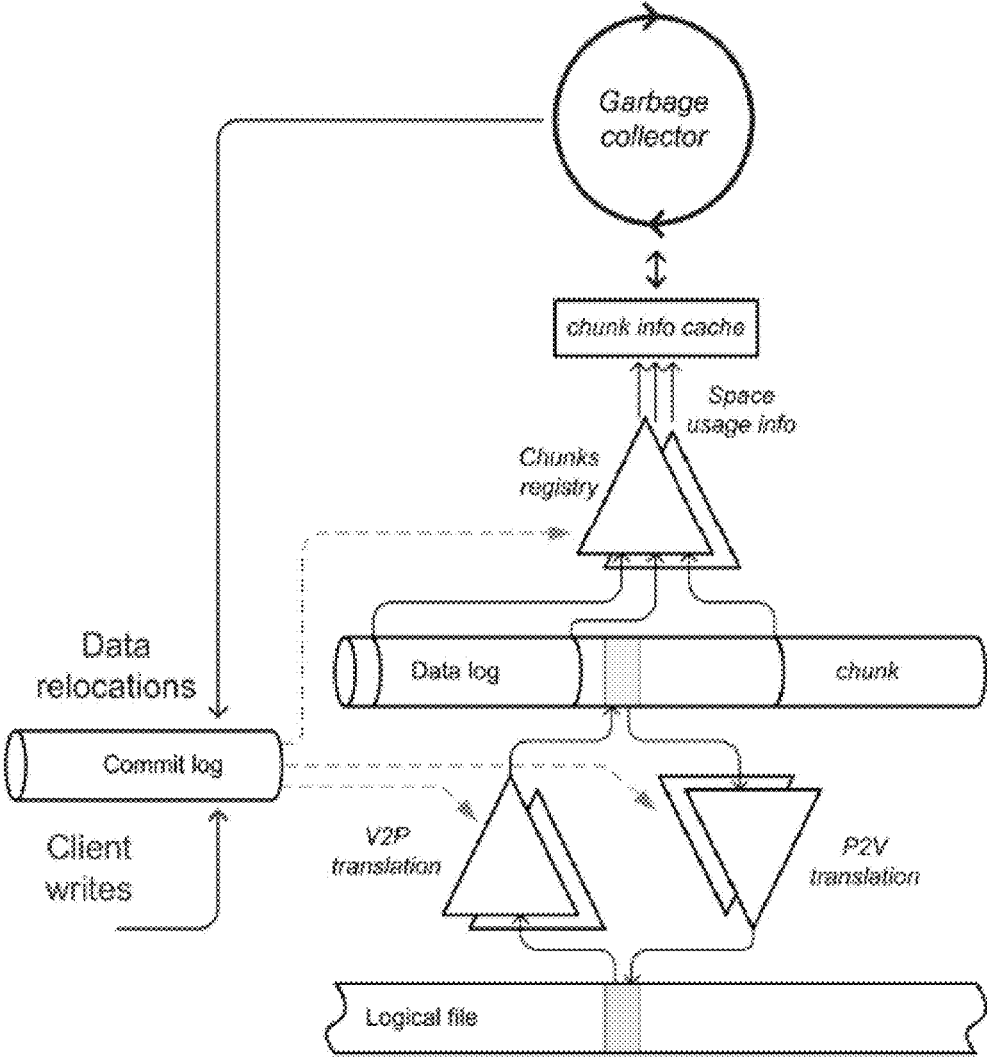 Garbage
collector
chunk info cache
Space
usage info
Chunks
registry
Data
relocations
Data log
chunk
Commit log
Client
writes
V2P
translation
P2V
translation
Logical file